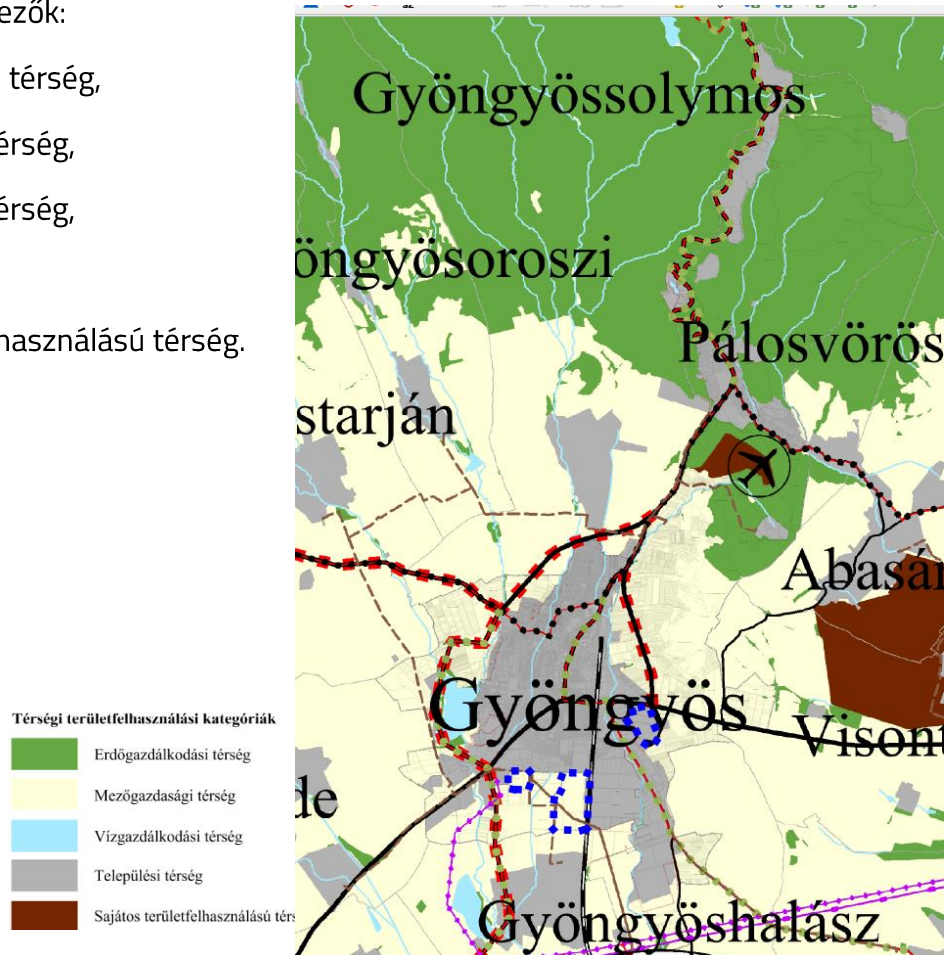 ezők:
térség,
érség,
érség,
használású térség.
Gyöngyössolymos
öngyösoroszi
Pálosvörös
starján
Abasár
Gyöngyös
Visont
de
Gyöngyöshalász
Térségi területfelhasználási kategóriák
Erdőgazdálkodási térség
Mezőgazdasági térség
Vízgazdálkodási térség
Települési térség
Sajátos területfelhasználású térs